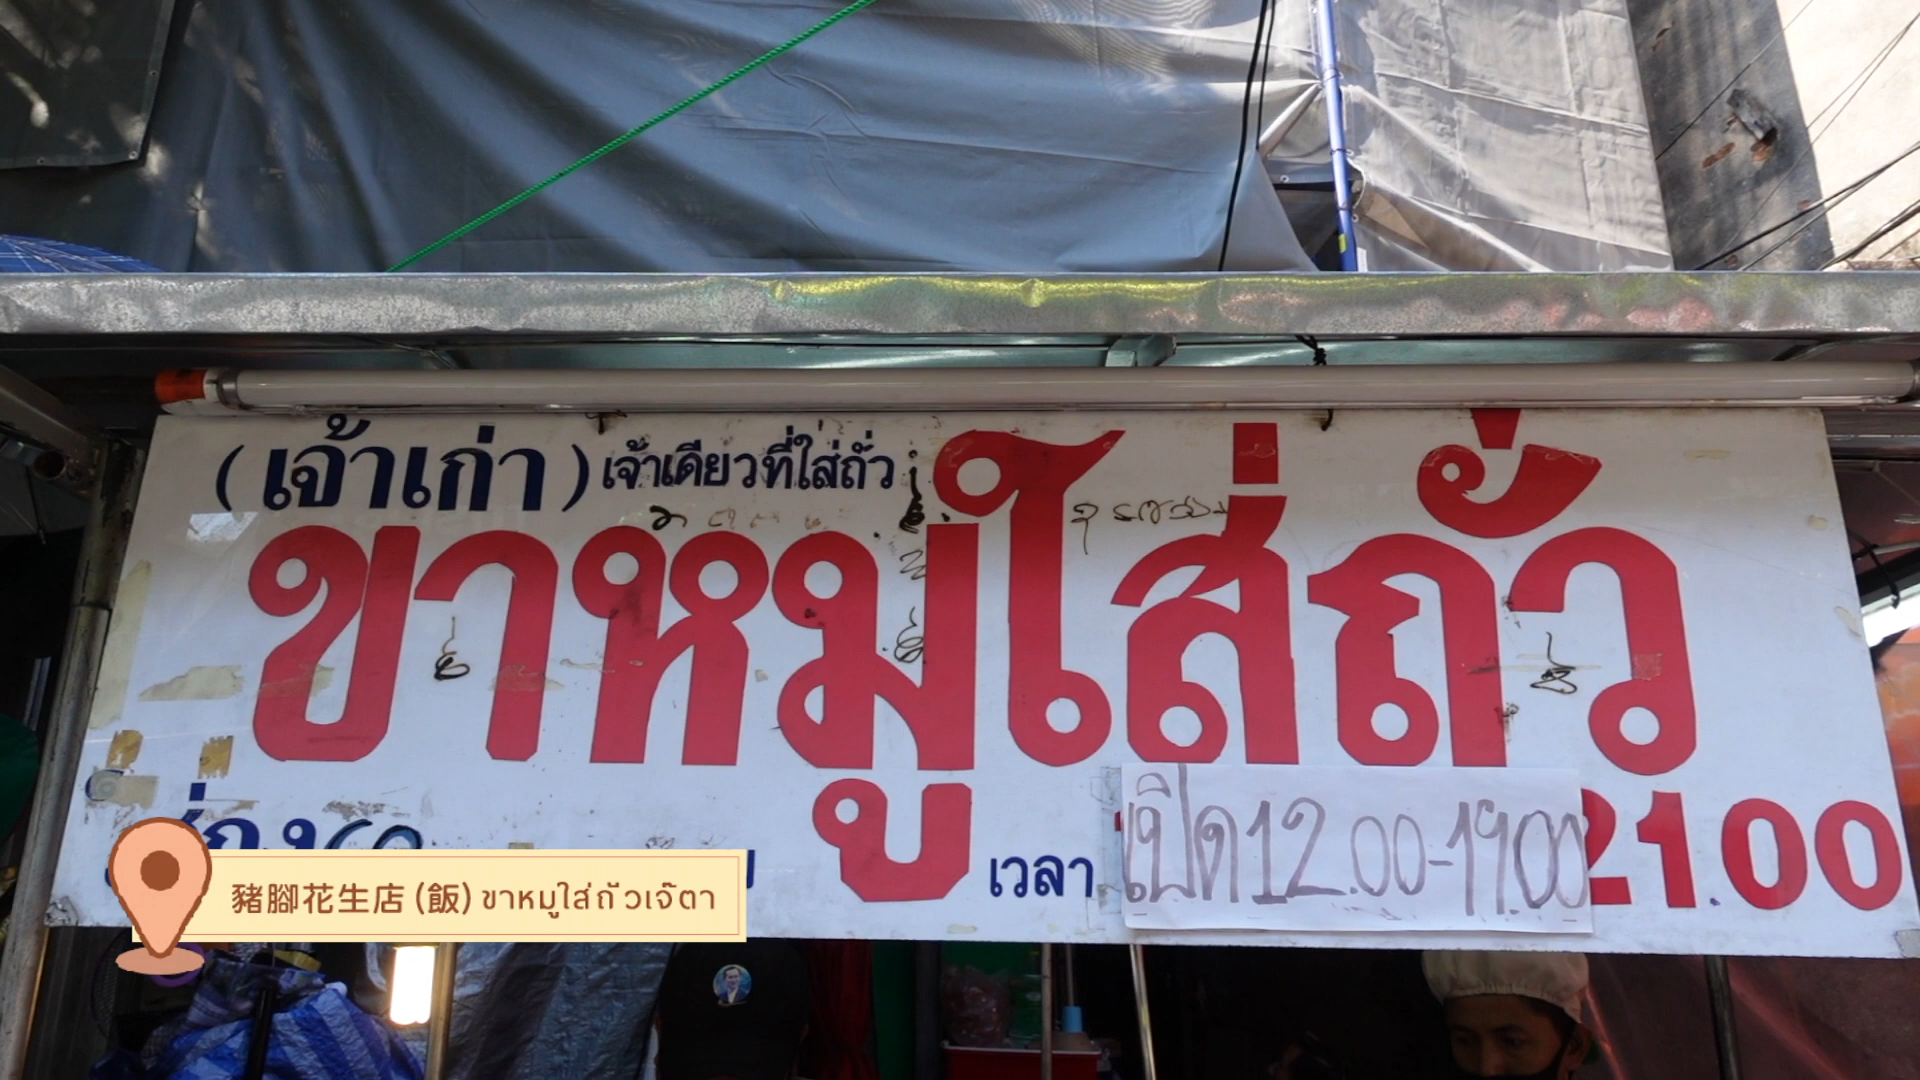 (เจ้าเก่า) เจ้าเดียวที่ใส่ถั่ว
ขาหมูใส่ถั่ว
เวลา เปิด 12.00-19.00 21.00
豬腳花生店 (飯) ขาหมูใส่ถั่วเจ๊ตา